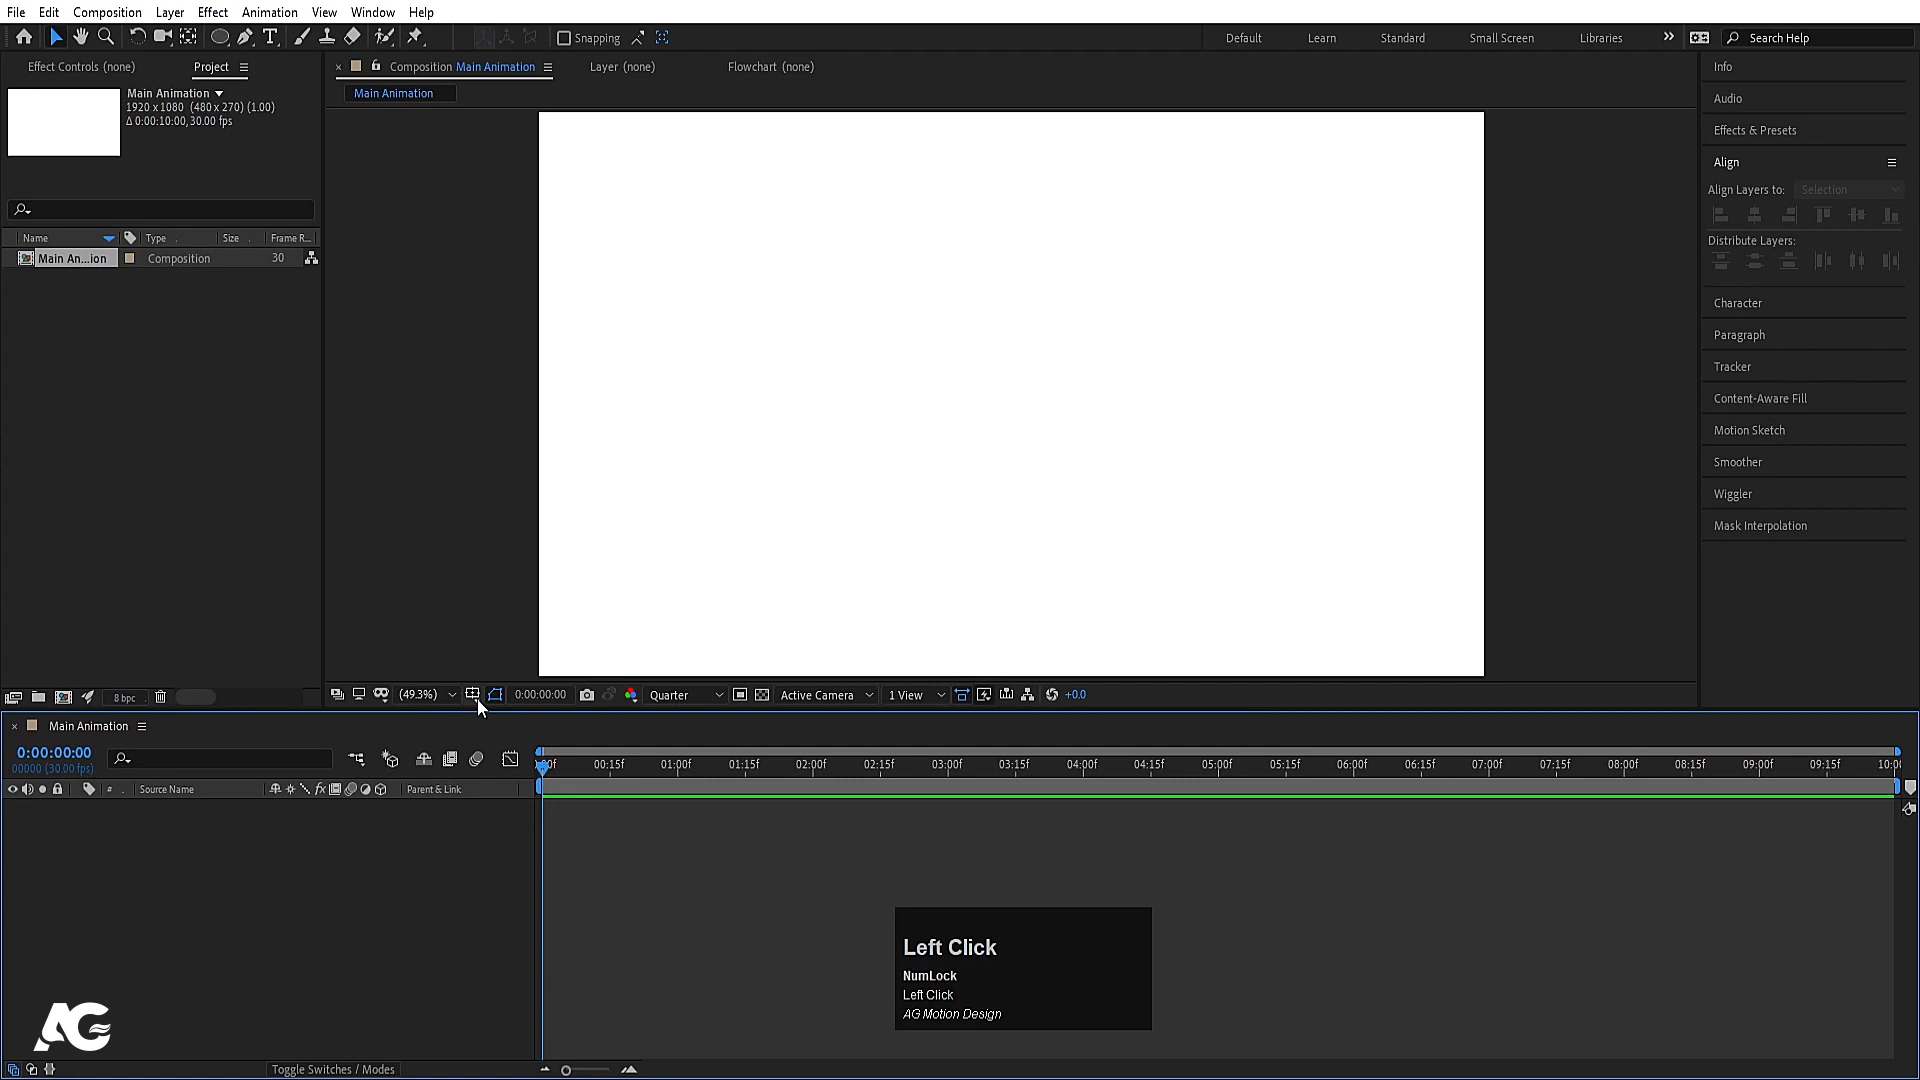 File Edit Composition Layer Effect Animation View Window Help
Snapping
Default Learn Standard Small Screen Libraries
Search Help
Effect Controls (none) Project
Composition Main Animation Layer (none) Flowchart (none)
Main Animation
Main Animation
1920 x 1080 (480 x 270) (1.00)
Δ 0:00:10:00, 30.00 fps
Name Type Size Frame R...
Main An...ion Composition 30
8 bpc
(49.3%) 0:00:00:00 Quarter Active Camera 1 View +0.0
Info
Audio
Effects & Presets
Align
Align Layers to: Selection
Distribute Layers:
Character
Paragraph
Tracker
Content-Aware Fill
Motion Sketch
Smoother
Wiggler
Mask Interpolation
Main Animation
0:00:00:00
00000 (30.00 fps)
00:15f 01:00f 01:15f 02:00f 02:15f 03:00f 03:15f 04:00f 04:15f 05:00f 05:15f 06:00f 06:15f 07:00f 07:15f 08:00f 08:15f 09:00f 09:15f 10:0
# Source Name Parent & Link
Left Click
NumLock
Left Click
AG Motion Design
AG
Toggle Switches / Modes